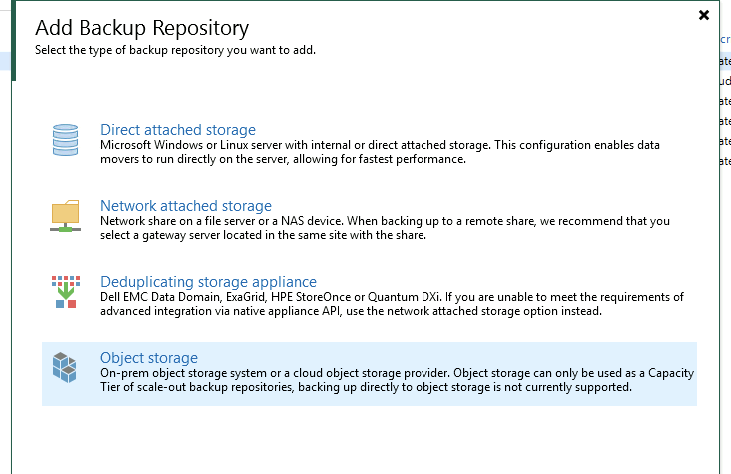 Add Backup Repository
Select the type of backup repository you want to add.
Direct attached storage
Microsoft Windows or Linux server with internal or direct attached storage. This configuration enables data
movers to run directly on the server, allowing for fastest performance.
Network attached storage
Network share on a file server or a NAS device. When backing up to a remote share, we recommend that you
select a gateway server located in the same site with the share.
Deduplicating storage appliance
Dell EMC Data Domain, ExaGrid, HPE StoreOnce or Quantum DXi. If you are unable to meet the requirements of
advanced integration via native appliance API, use the network attached storage option instead.
Object storage
On-prem object storage system or a cloud object storage provider. Object storage can only be used as a Capacity
Tier of scale-out backup repositories, backing up directly to object storage is not currently supported.